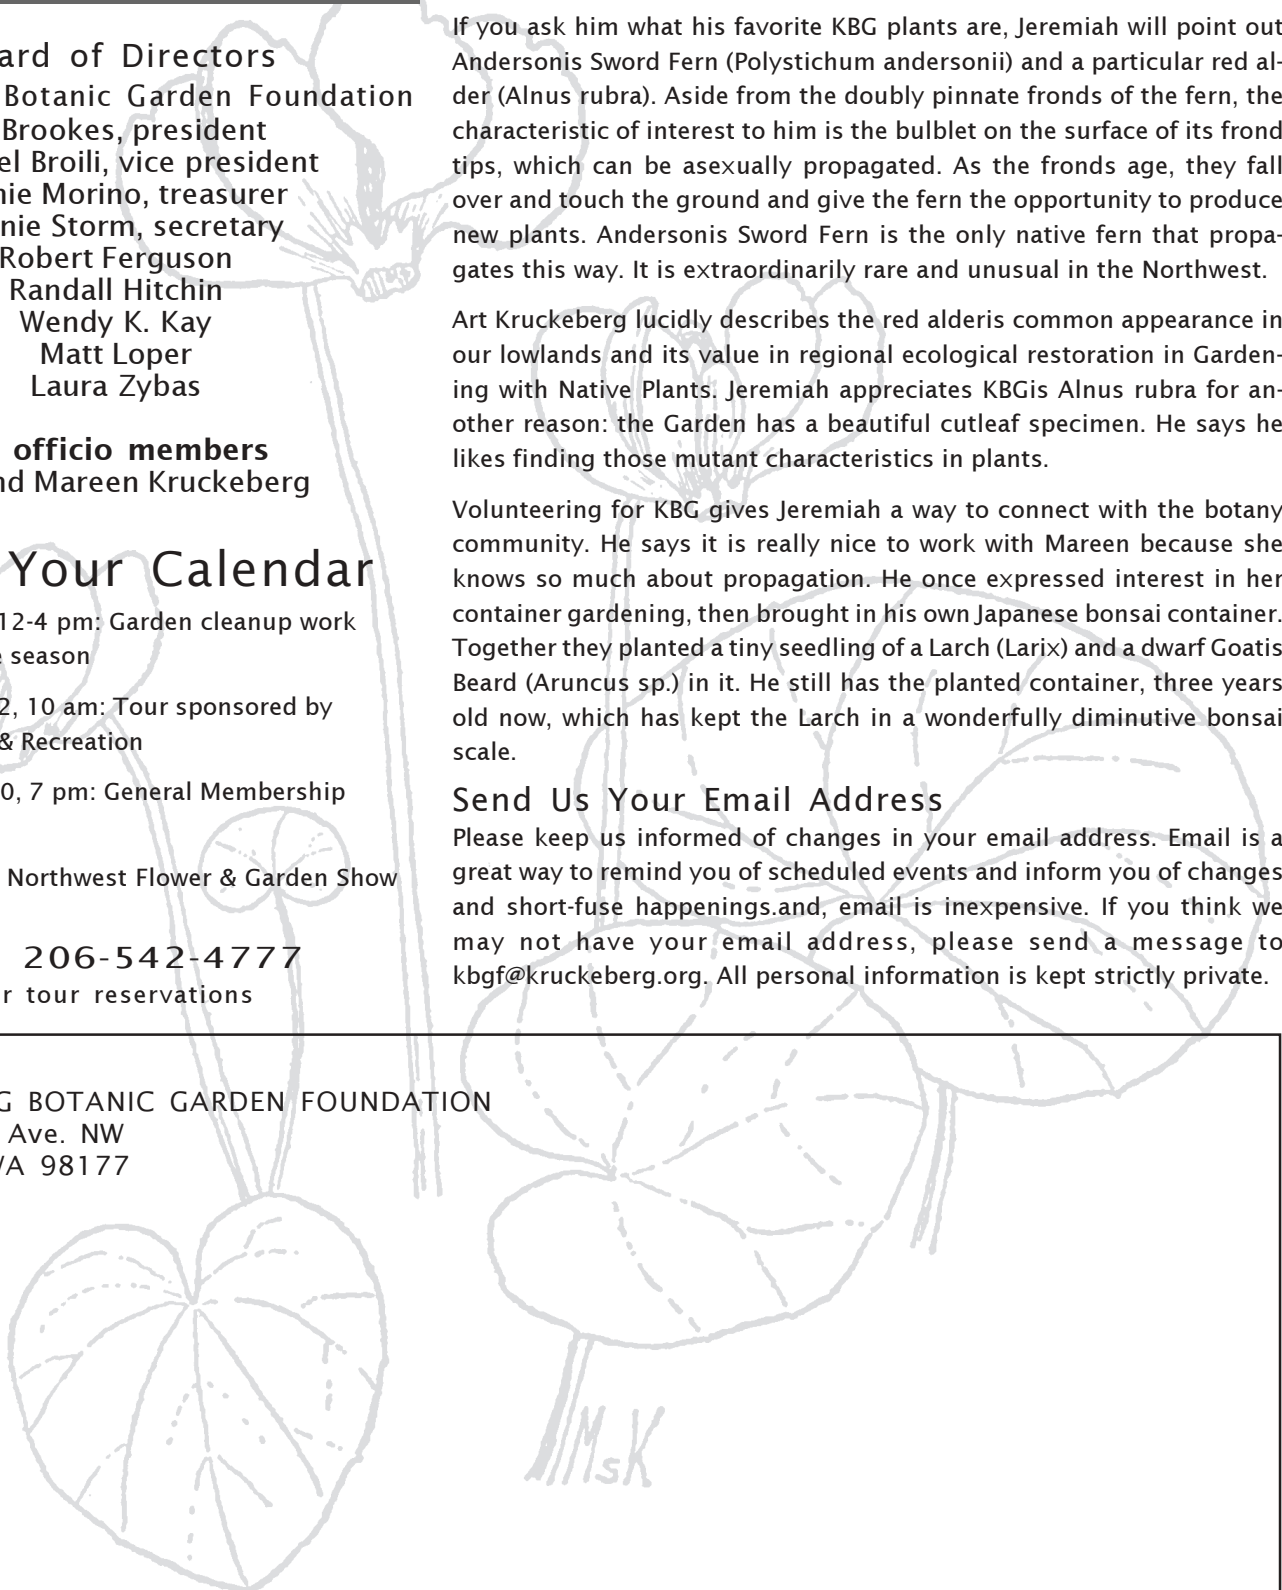 ard of Directors
Botanic Garden Foundation
Brookes, president
el Broili, vice president
nie Morino, treasurer
nie Storm, secretary
Robert Ferguson
Randall Hitchin
Wendy K. Kay
Matt Loper
Laura Zybas
officio members
nd Mareen Kruckeberg
Your Calendar
12-4 pm: Garden cleanup work
e season
2, 10 am: Tour sponsored by
& Recreation
0, 7 pm: General Membership
Northwest Flower & Garden Show
206-542-4777
r tour reservations
If you ask him what his favorite KBG plants are, Jeremiah will point out
Andersonis Sword Fern (Polystichum andersonii) and a particular red al-
der (Alnus rubra). Aside from the doubly pinnate fronds of the fern, the
characteristic of interest to him is the bulblet on the surface of its frond
tips, which can be asexually propagated. As the fronds age, they fall
over and touch the ground and give the fern the opportunity to produce
new plants. Andersonis Sword Fern is the only native fern that propa-
gates this way. It is extraordinarily rare and unusual in the Northwest.
Art Kruckeberg lucidly describes the red alderis common appearance in
our lowlands and its value in regional ecological restoration in Garden-
ing with Native Plants. Jeremiah appreciates KBGis Alnus rubra for an-
other reason: the Garden has a beautiful cutleaf specimen. He says he
likes finding those mutant characteristics in plants.
Volunteering for KBG gives Jeremiah a way to connect with the botany
community. He says it is really nice to work with Mareen because she
knows so much about propagation. He once expressed interest in her
container gardening, then brought in his own Japanese bonsai container.
Together they planted a tiny seedling of a Larch (Larix) and a dwarf Goatis
Beard (Aruncus sp.) in it. He still has the planted container, three years
old now, which has kept the Larch in a wonderfully diminutive bonsai
scale.
Send Us Your Email Address
Please keep us informed of changes in your email address. Email is a
great way to remind you of scheduled events and inform you of changes
and short-fuse happenings.and, email is inexpensive. If you think we
may not have your email address, please send a message to
kbgf@kruckeberg.org. All personal information is kept strictly private.
G BOTANIC GARDEN FOUNDATION
Ave. NW
WA 98177
MsK